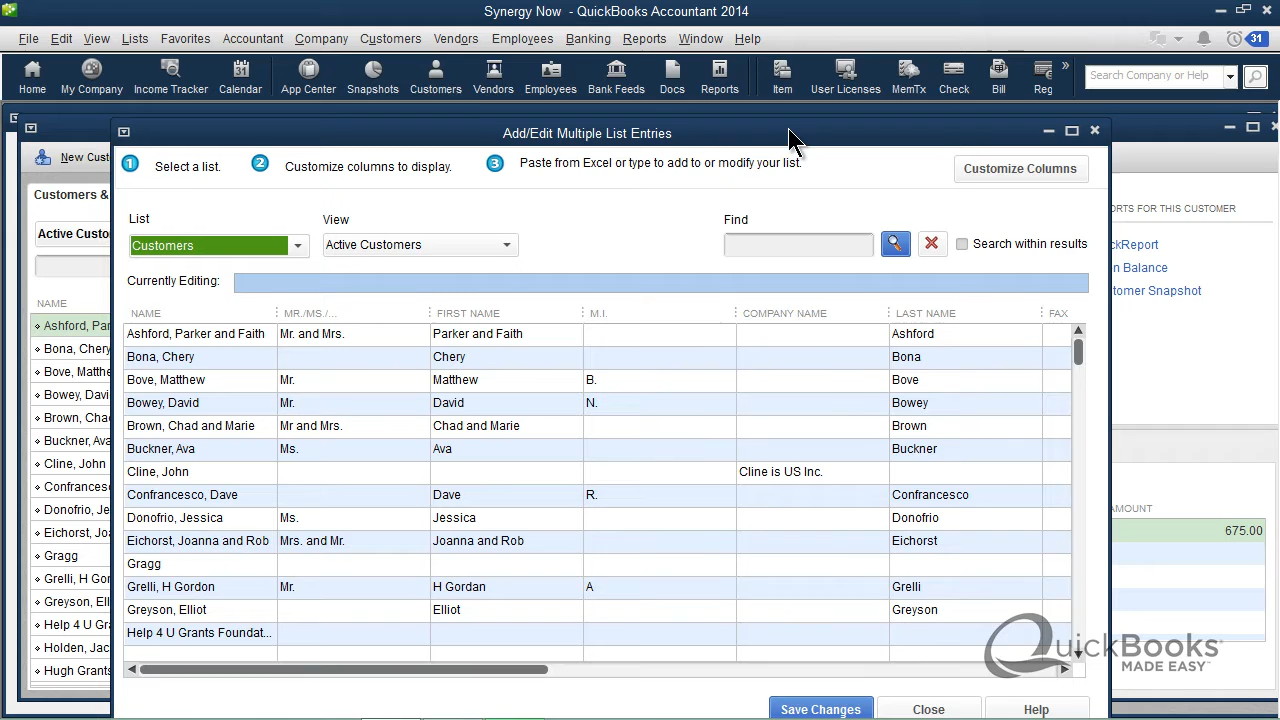 Synergy Now - QuickBooks Accountant 2014
File Edit View Lists Favorites Accountant Company Customers Vendors Employees Banking Reports Window Help
31
Home My Company Income Tracker Calendar App Center Snapshots Customers Vendors Employees Bank Feeds Docs Reports Item User Licenses MemTx Check Bill Reg
31
» Search Company or Help
Add/Edit Multiple List Entries
New Cust
1 Select a list. 2 Customize columns to display. 3 Paste from Excel or type to add to or modify your list.
Customize Columns
Customers &
ORTS FOR THIS CUSTOMER
List View Find
Active Custo
Customers Active Customers Search within results
ckReport
n Balance
tomer Snapshot
Currently Editing:
NAME
NAME MR./MS./... FIRST NAME M.I. COMPANY NAME LAST NAME FAX
Ashford, Par
Ashford, Parker and Faith Mr. and Mrs. Parker and Faith Ashford
Bona, Chery
Bona, Chery Chery Bona
Bove, Matthe
Bove, Matthew Mr. Matthew B. Bove
Bowey, Davi
Bowey, David Mr. David N. Bowey
Brown, Cha
Brown, Chad and Marie Mr and Mrs. Chad and Marie Brown
Buckner, Ava
Buckner, Ava Ms. Ava Buckner
Cline, John
Cline, John Cline is US Inc.
Confrances
Confrancesco, Dave Dave R. Confrancesco
AMOUNT
Donofrio, Je
Donofrio, Jessica Ms. Jessica Donofrio
675.00
Eichorst, Jo
Eichorst, Joanna and Rob Mrs. and Mr. Joanna and Rob Eichorst
Gragg
Gragg
Grelli, H Gor
Grelli, H Gordon Mr. H Gordan A Grelli
Greyson, Elli
Greyson, Elliot Elliot Greyson
Help 4 U Gra
Help 4 U Grants Foundat...
Holden, Jac
Hugh Grants
QuickBooks
MADE EASY™
Save Changes Close Help